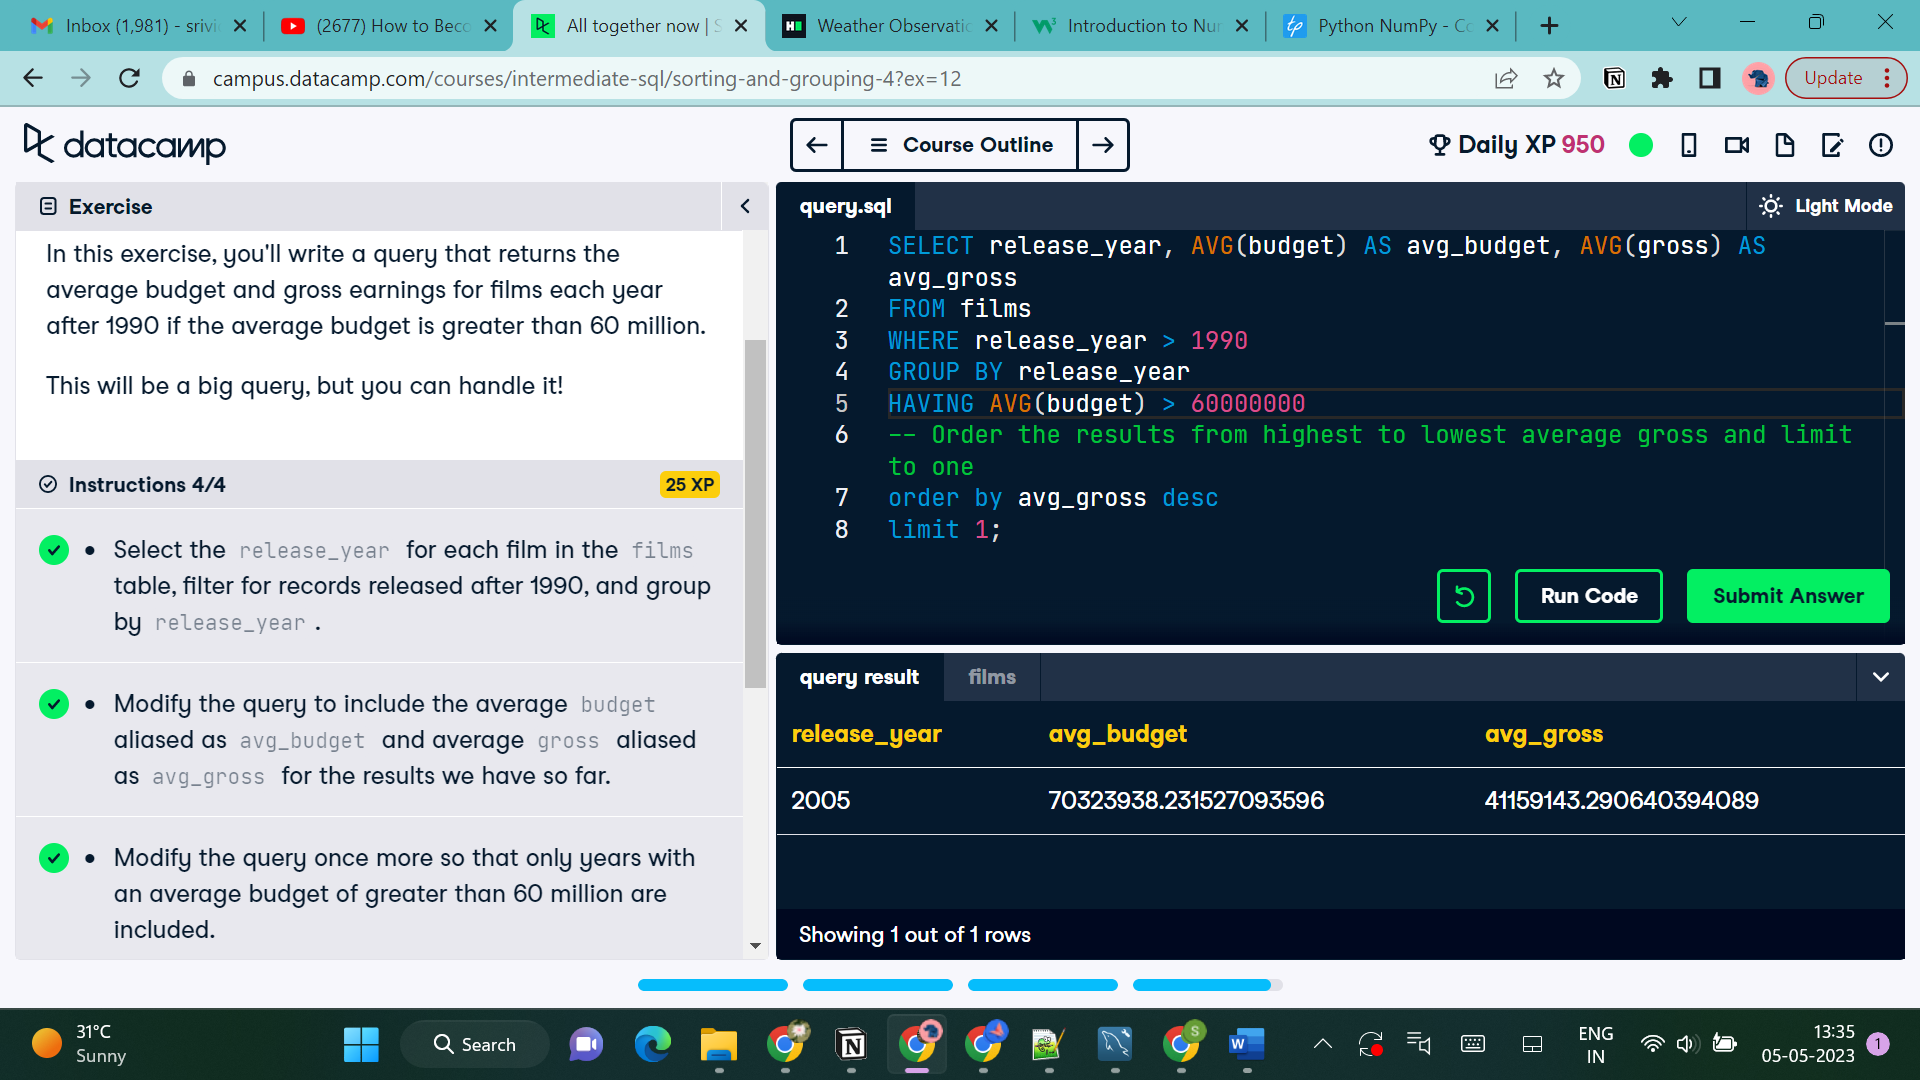 Inbox (1,981) - srivi
(2677) How to Beco
All together now | S
Weather Observatic
Introduction to Nur
Python NumPy - Co
campus.datacamp.com/courses/intermediate-sql/sorting-and-grouping-4?ex=12
Update
datacamp
Course Outline
Daily XP 950
Exercise
In this exercise, you'll write a query that returns the
average budget and gross earnings for films each year
after 1990 if the average budget is greater than 60 million.
This will be a big query, but you can handle it!
Instructions 4/4
25 XP
Select the release_year for each film in the films
table, filter for records released after 1990, and group
by release_year .
Modify the query to include the average budget
aliased as avg_budget and average gross aliased
as avg_gross for the results we have so far.
Modify the query once more so that only years with
an average budget of greater than 60 million are
included.
query.sql
Light Mode
1 SELECT release_year, AVG(budget) AS avg_budget, AVG(gross) AS
avg_gross
2 FROM films
3 WHERE release_year > 1990
4 GROUP BY release_year
5 HAVING AVG(budget) > 60000000
6 -- Order the results from highest to lowest average gross and limit
to one
7 order by avg_gross desc
8 limit 1;
Run Code
Submit Answer
query result
films
release_year avg_budget avg_gross
2005 70323938.231527093596 41159143.290640394089
Showing 1 out of 1 rows
31°C
Sunny
Search
S
W
ENG
IN
13:35
05-05-2023
1